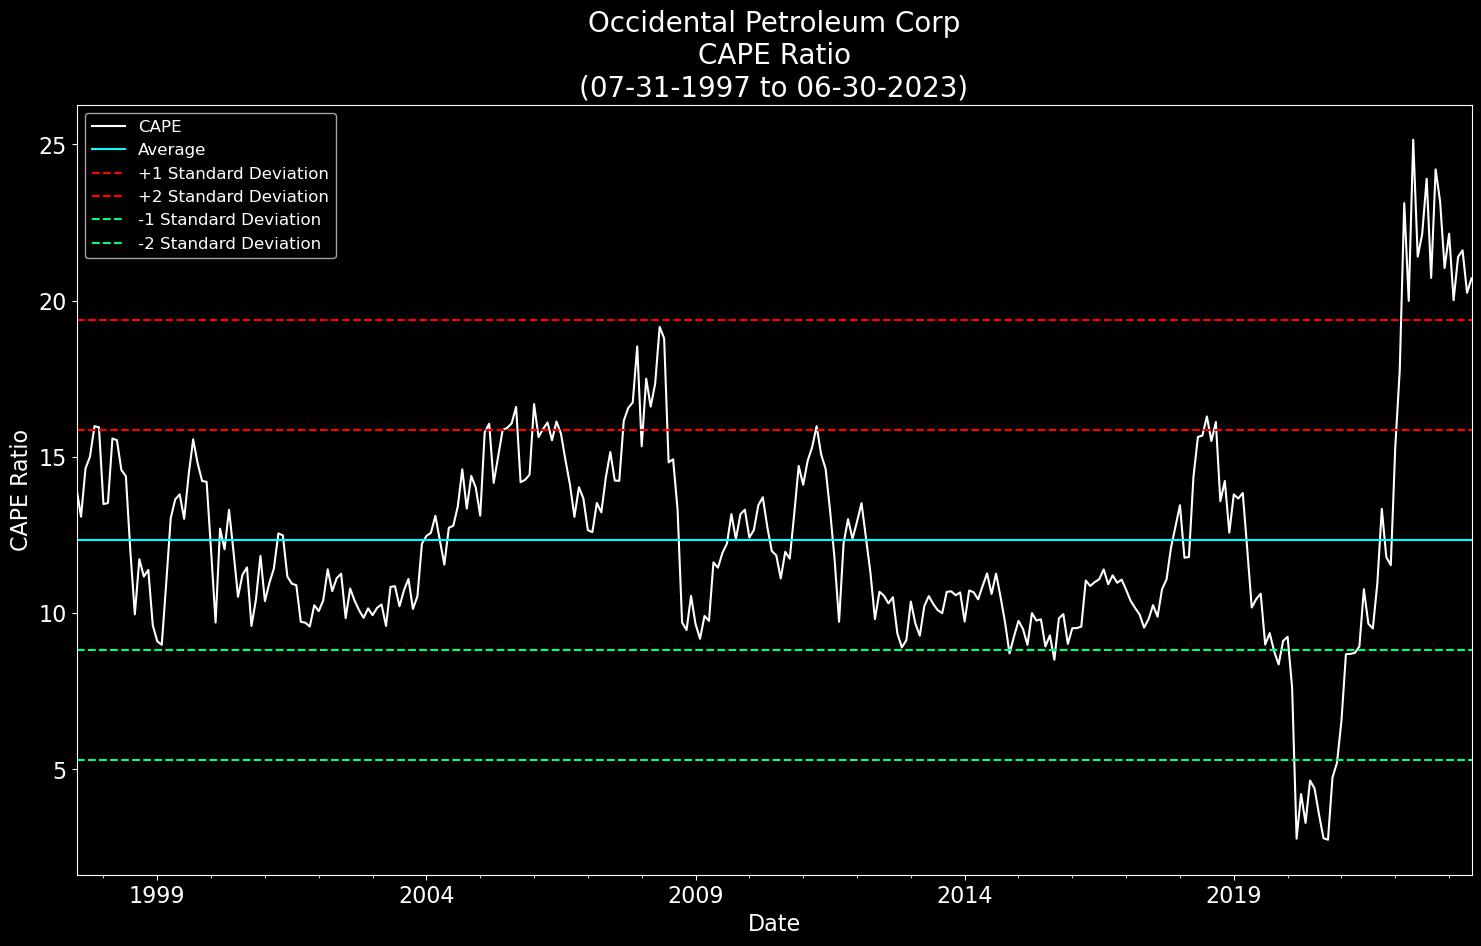 Occidental Petroleum Corp
CAPE Ratio
(07-31-1997 to 06-30-2023)
CAPE
Average
+1 Standard Deviation
+2 Standard Deviation
-1 Standard Deviation
-2 Standard Deviation
25
20
15
10
5
CAPE Ratio
1999
2004
2009
2014
2019
Date